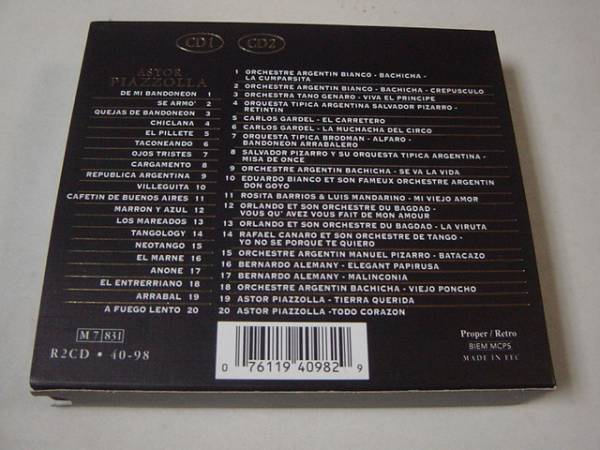 CD1
CD2
ASTOR
PIAZZOLLA
DE MI BANDONEON 1
SE ARMO' 2
QUEJAS DE BANDONEON 3
CHICLANA 4
EL PILLETE 5
TACONEANDO 6
OJOS TRISTES 7
CARGAMENTO 8
REPUBLICA ARGENTINA 9
VILLEGUITA 10
CAFETIN DE BUENOS AIRES 11
MARRON Y AZUL 12
LOS MAREADOS 13
TANGOLOGY 14
NEOTANGO 15
EL MARNE 16
ANONE 17
EL ENTRERRIANO 18
ARRABAL 19
A FUEGO LENTO 20
1 ORCHESTRE ARGENTIN BIANCO - BACHICHA -
LA CUMPARSITA
2 ORCHESTRE ARGENTIN BIANCO - BACHICHA - CREPUSCULO
3 ORCHESTRA TANO GENARO - VIVA EL PRINCIPE
4 ORQUESTA TIPICA ARGENTINA SALVADOR PIZARRO -
RETINTIN
5 CARLOS GARDEL - EL CARRETERO
6 CARLOS GARDEL - LA MUCHACHA DEL CIRCO
7 ORQUESTA TIPICA BRODMAN - ALFARO -
BANDONEON ARRABALERO
8 SALVADOR PIZARRO Y SU ORQUESTA TIPICA ARGENTINA -
MISA DE ONCE
9 ORCHESTRE ARGENTIN BACHICHA - SE VA LA VIDA
10 EDUARDO BIANCO ET SON FAMEUX ORCHESTRE ARGENTIN
DON GOYO
11 ROSITA BARRIOS & LUIS MANDARINO - MI VIEJO AMOR
12 ORLANDO ET SON ORCHESTRE DU BAGDAD -
VOUS QU' AVEZ VOUS FAIT DE MON AMOUR
13 ORLANDO ET SON ORCHESTRE DU BAGDAD - LA VIRUTA
14 RAFAEL CANARO ET SON ORCHESTRE DE TANGO -
YO NO SE PORQUE TE QUIERO
15 ORCHESTRE ARGENTIN MANUEL PIZARRO - BATACAZO
16 BERNARDO ALEMANY - ELEGANT PAPIRUSA
17 BERNARDO ALEMANY - MALINCONIA
18 ORCHESTRE ARGENTIN BACHICHA - VIEJO PONCHO
19 ASTOR PIAZZOLLA - TIERRA QUERIDA
20 ASTOR PIAZZOLLA -TODO CORAZON
M 7 831
R2CD • 40-98
0 76119 40982 9
Proper / Retro
BIEM MCPS
MADE IN EEC